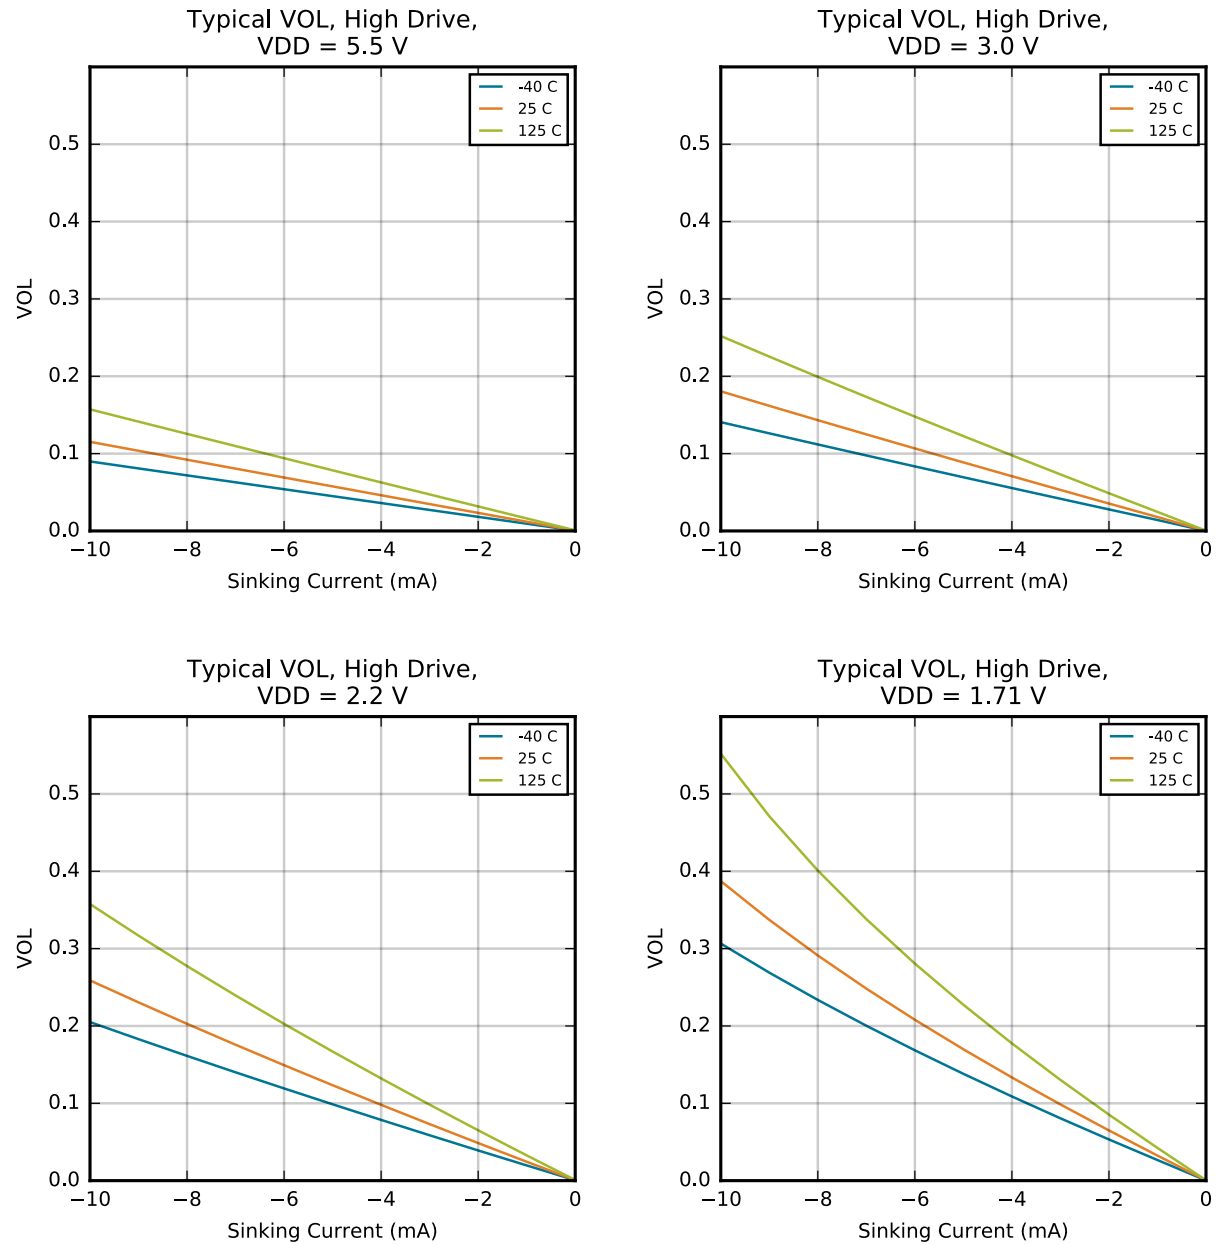 Typical VOL, High Drive,
VDD = 5.5 V
-40 C
25 C
125 C
0.5
0.4
0.3
0.2
0.1
0.0
VOL
−10
−8
−6
−4
−2
0
Sinking Current (mA)
Typical VOL, High Drive,
VDD = 3.0 V
-40 C
25 C
125 C
0.5
0.4
0.3
0.2
0.1
0.0
VOL
−10
−8
−6
−4
−2
0
Sinking Current (mA)
Typical VOL, High Drive,
VDD = 2.2 V
-40 C
25 C
125 C
0.5
0.4
0.3
0.2
0.1
0.0
VOL
−10
−8
−6
−4
−2
0
Sinking Current (mA)
Typical VOL, High Drive,
VDD = 1.71 V
-40 C
25 C
125 C
0.5
0.4
0.3
0.2
0.1
0.0
VOL
−10
−8
−6
−4
−2
0
Sinking Current (mA)